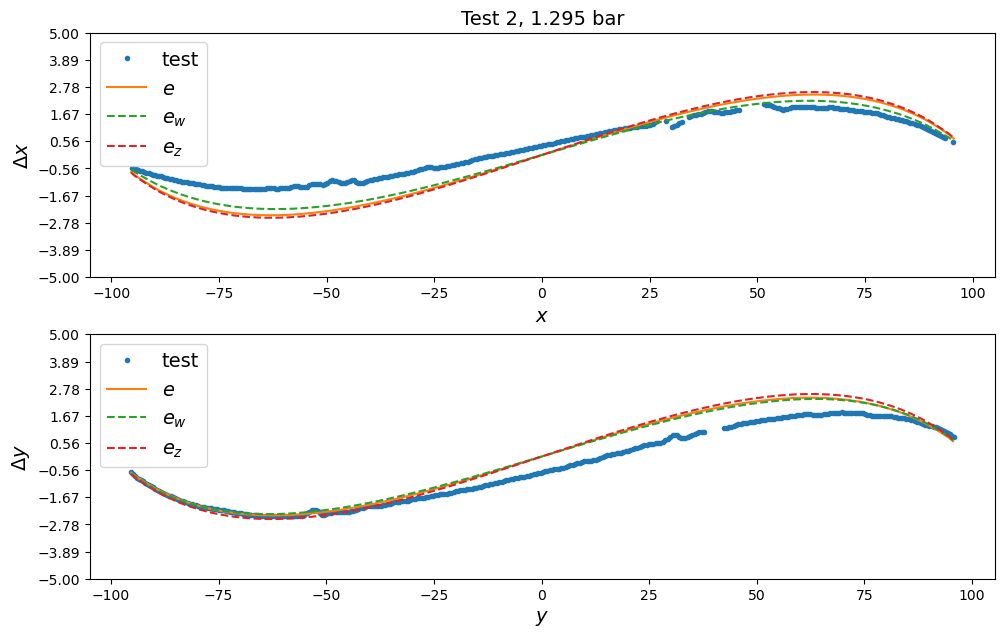 Test 2, 1.295 bar
5.00
3.89
2.78
1.67
0.56
−0.56
−1.67
−2.78
−3.89
−5.00
Δx
test
e
e_w
e_z
−100 −75 −50 −25 0 25 50 75 100
x
5.00
3.89
2.78
1.67
0.56
−0.56
−1.67
−2.78
−3.89
−5.00
Δy
test
e
e_w
e_z
−100 −75 −50 −25 0 25 50 75 100
y